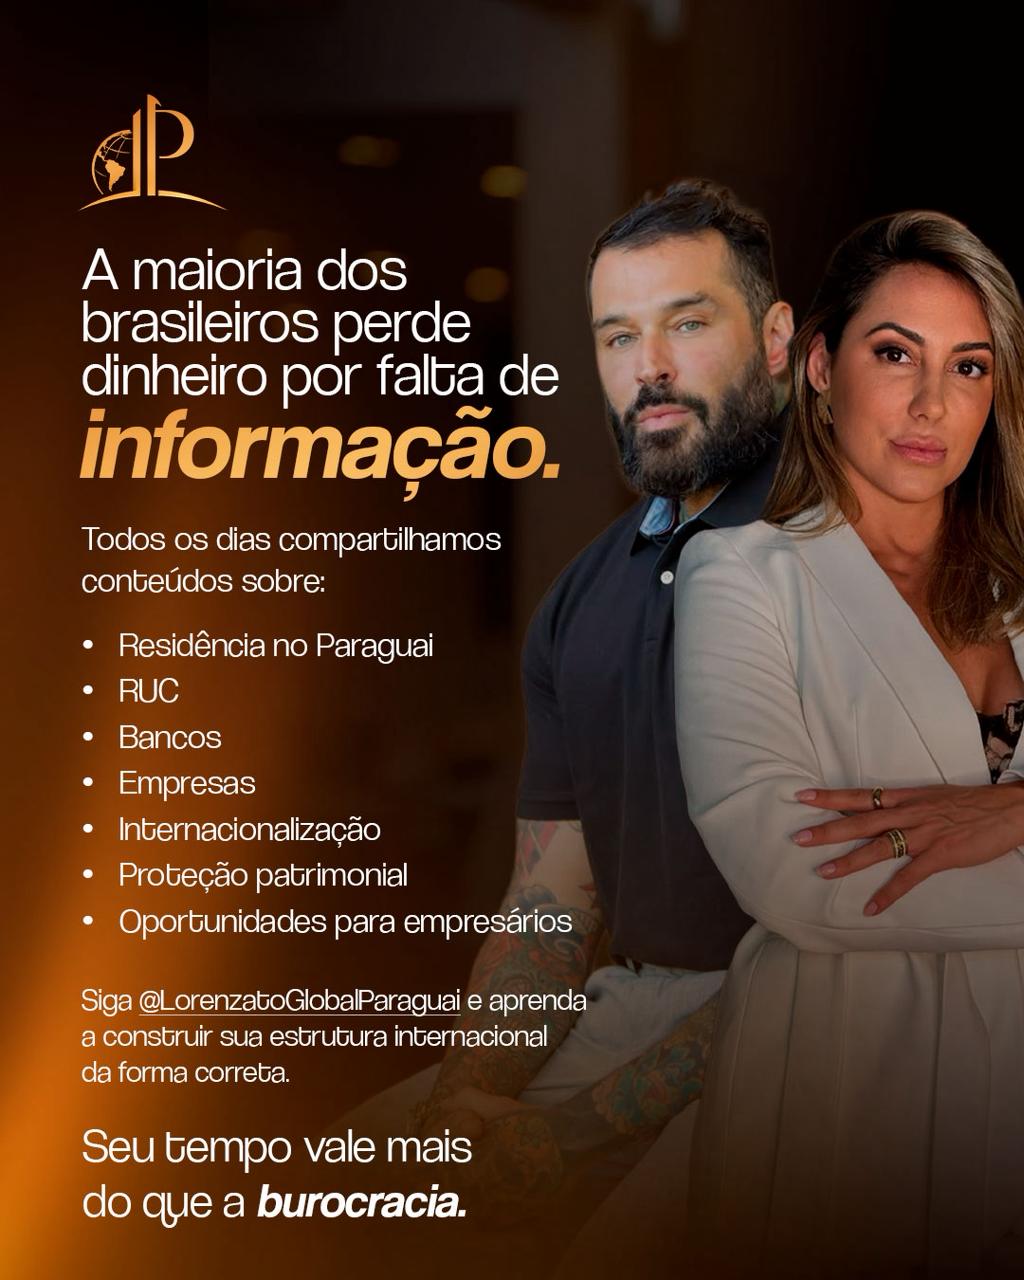 P
A maioria dos
brasileiros perde
dinheiro por falta de
informação.
Todos os dias compartilhamos
conteúdos sobre:
• Residência no Paraguai
• RUC
• Bancos
• Empresas
• Internacionalização
• Proteção patrimonial
• Oportunidades para empresários
Siga @LorenzatoGlobalParaguai e aprenda
a construir sua estrutura internacional
da forma correta.
Seu tempo vale mais
do que a burocracia.